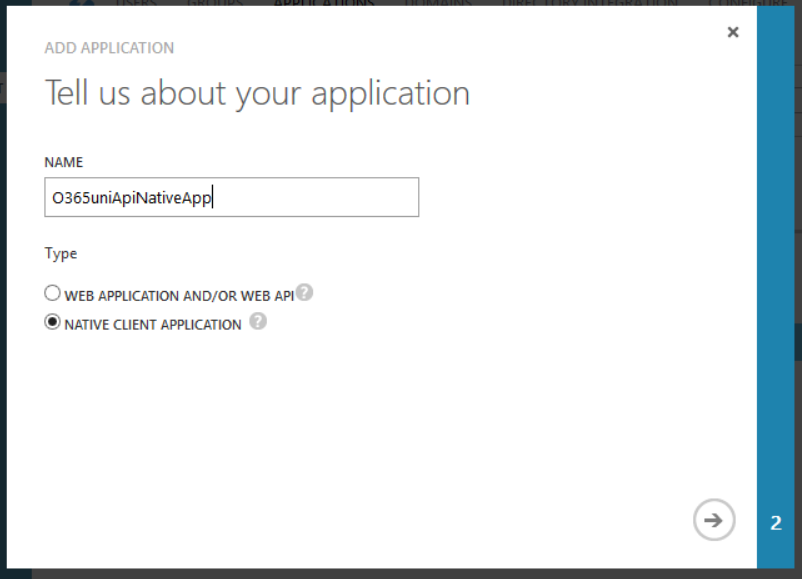 USERS GROUPS APPLICATIONS DOMAINS DIRECTORY INTEGRATION CONFIGURE
ADD APPLICATION
Tell us about your application
NAME
O365uniApiNativeApp
Type
WEB APPLICATION AND/OR WEB API
NATIVE CLIENT APPLICATION
2